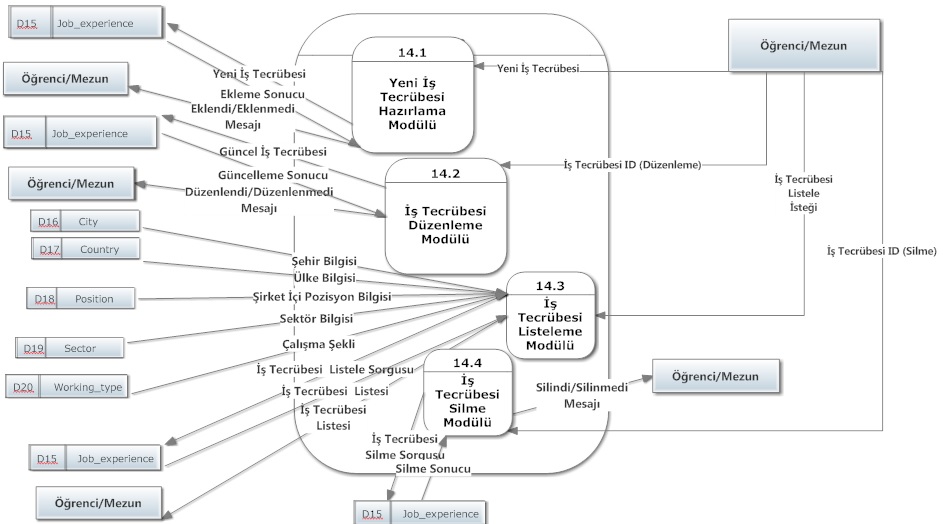 D15 Job_experience
Öğrenci/Mezun
14.1
Yeni İş
Tecrübesi
Hazırlama
Modülü
Yeni İş Tecrübesi
Yeni İş Tecrübesi
Ekleme Sonucu
Eklendi/Eklenmedi
Mesajı
Öğrenci/Mezun
D15 Job_experience
Güncel İş Tecrübesi
Güncelleme Sonucu
Düzenlendi/Düzenlenmedi
Mesajı
14.2
İş Tecrübesi
Düzenleme
Modülü
İş Tecrübesi ID (Düzenleme)
İş Tecrübesi
Listele
İsteği
İş Tecrübesi ID (Silme)
Öğrenci/Mezun
D16 City
D17 Country
D18 Position
D19 Sector
D20 Working_type
Şehir Bilgisi
Ülke Bilgisi
Şirket İçi Pozisyon Bilgisi
Sektör Bilgisi
Çalışma Şekli
İş Tecrübesi Listele Sorgusu
İş Tecrübesi Listesi
İş Tecrübesi
Listesi
14.3
İş
Tecrübesi
Listeleme
Modülü
14.4
İş
Tecrübesi
Silme
Modülü
Silindi/Silinmedi
Mesajı
Öğrenci/Mezun
İş Tecrübesi
Silme Sorgusu
Silme Sonucu
D15 Job_experience
Öğrenci/Mezun
D15 Job_experience